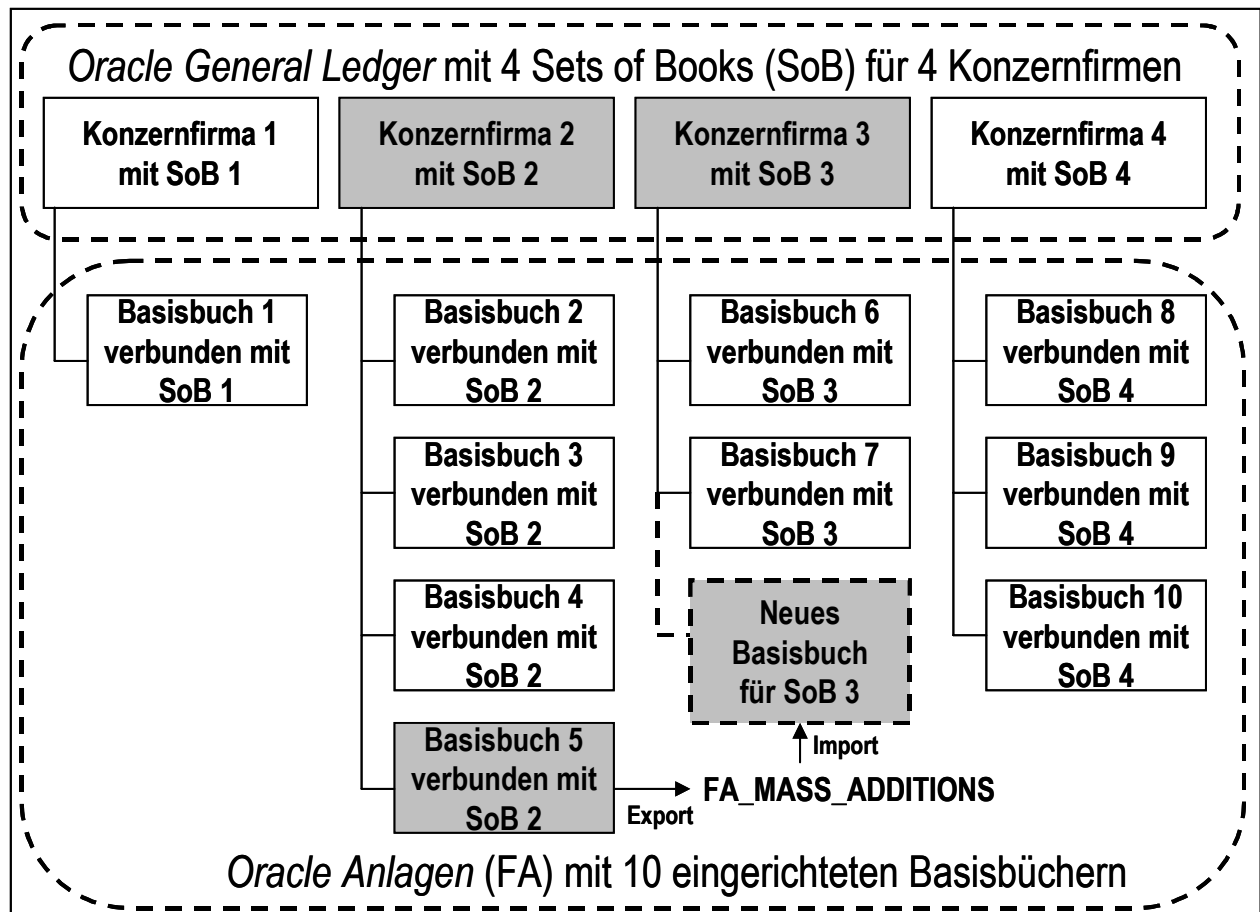 Oracle General Ledger mit 4 Sets of Books (SoB) für 4 Konzernfirmen
Konzernfirma 1
mit SoB 1
Konzernfirma 2
mit SoB 2
Konzernfirma 3
mit SoB 3
Konzernfirma 4
mit SoB 4
Basisbuch 1
verbunden mit
SoB 1
Basisbuch 2
verbunden mit
SoB 2
Basisbuch 6
verbunden mit
SoB 3
Basisbuch 8
verbunden mit
SoB 4
Basisbuch 3
verbunden mit
SoB 2
Basisbuch 7
verbunden mit
SoB 3
Basisbuch 9
verbunden mit
SoB 4
Basisbuch 4
verbunden mit
SoB 2
Neues
Basisbuch
für SoB 3
Basisbuch 10
verbunden mit
SoB 4
Basisbuch 5
verbunden mit
SoB 2
Import
Export
FA_MASS_ADDITIONS
Oracle Anlagen (FA) mit 10 eingerichteten Basisbüchern